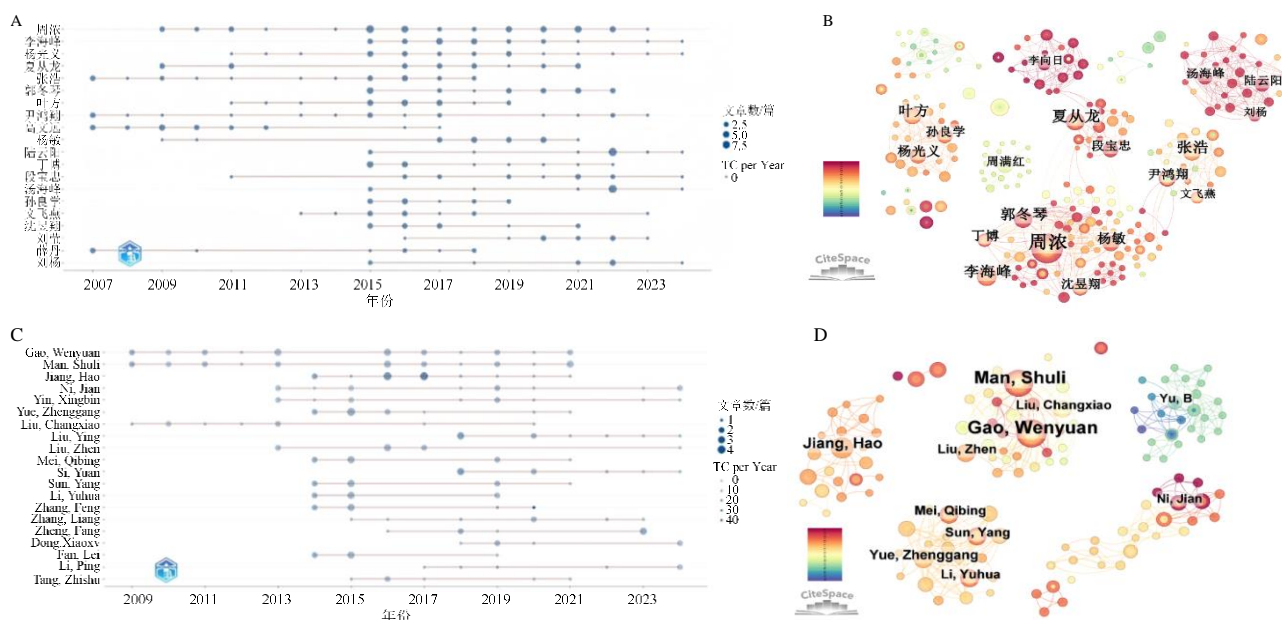 A
周浓
李海峰
杨光义
夏从龙
张浩
郭冬琴
叶方
尹鸿翔
高文远
杨敏
陆云阳
丁博
段宝忠
汤海峰
孙良学
文飞燕
沈昱翔
薛丹
刘杨
2007
2009
2011
2013
2015
2017
2019
2021
2023
年份
文章数/篇
2.5
5.0
7.5
TC per Year
0
B
李向日
汤海峰
陆云阳
刘杨
叶方
孙良学
杨光义
夏从龙
段宝忠
周满红
张浩
尹鸿翔
文飞燕
郭冬琴
丁博
周浓
杨敏
李海峰
沈昱翔
CiteSpace
C
Gao, Wenyuan
Man, Shuli
Jiang, Hao
Ni, Jian
Yin, Xingbin
Yue, Zhenggang
Liu, Changxiao
Liu, Ying
Liu, Zhen
Mei, Qibing
Si, Yuan
Sun, Yang
Li, Yuhua
Zhang, Feng
Zhang, Liang
Zheng, Fang
Dong,Xiaoxv
Fan, Lei
Li, Ping
Tang, Zhishu
2009
2011
2013
2015
2017
2019
2021
2023
年份
文章数/篇
1
2
3
4
TC per Year
0
10
20
30
40
D
Man, Shuli
Liu, Changxiao
Gao, Wenyuan
Liu, Zhen
Yu, B
Jiang, Hao
Ni, Jian
Mei, Qibing
Sun, Yang
Yue, Zhenggang
Li, Yuhua
CiteSpace